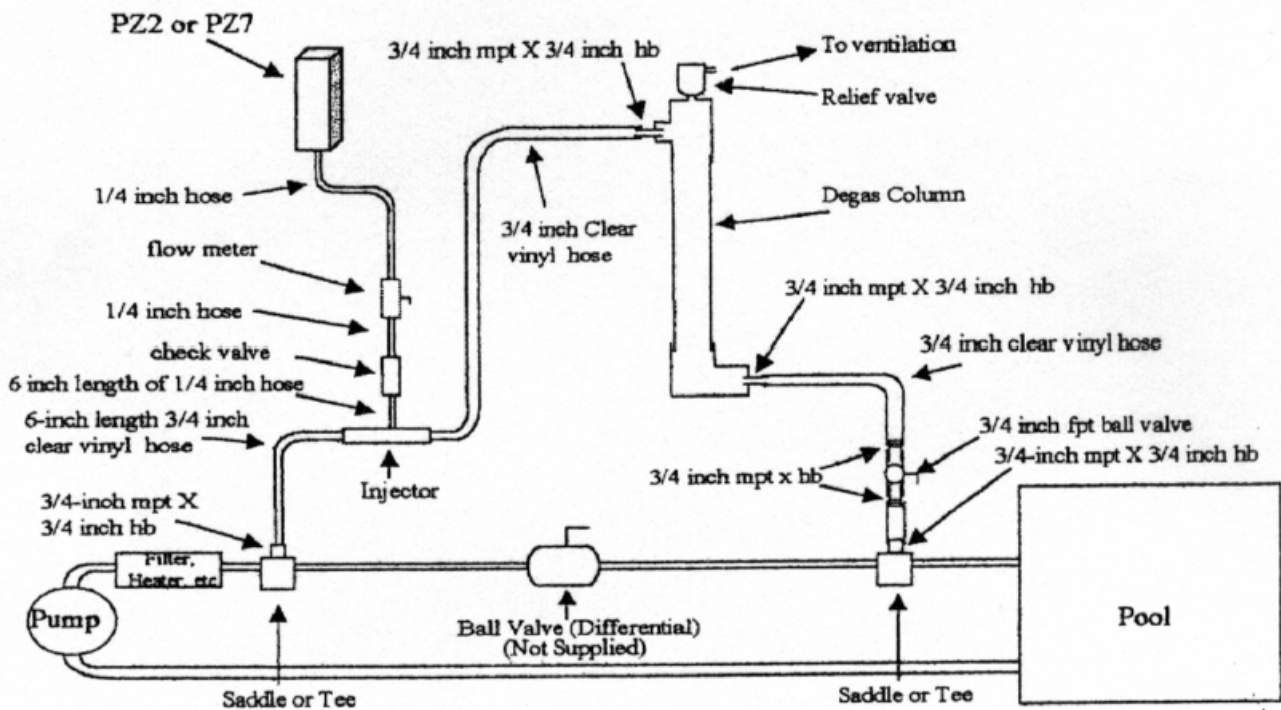 PZ2 or PZ7
3/4 inch mpt X 3/4 inch hb
To ventilation
Relief valve
1/4 inch hose
3/4 inch Clear
vinyl hose
Degas Column
flow meter
1/4 inch hose
check valve
6 inch length of 1/4 inch hose
6-inch length 3/4 inch
clear vinyl hose
Injector
3/4 inch mpt X 3/4 inch hb
3/4 inch clear vinyl hose
3/4 inch fpt ball valve
3/4-inch mpt X 3/4 inch hb
3/4 inch mpt x hb
3/4-inch mpt X
3/4 inch hb
Filter,
Heater, etc
Pump
Ball Valve (Differential)
(Not Supplied)
Pool
Saddle or Tee
Saddle or Tee